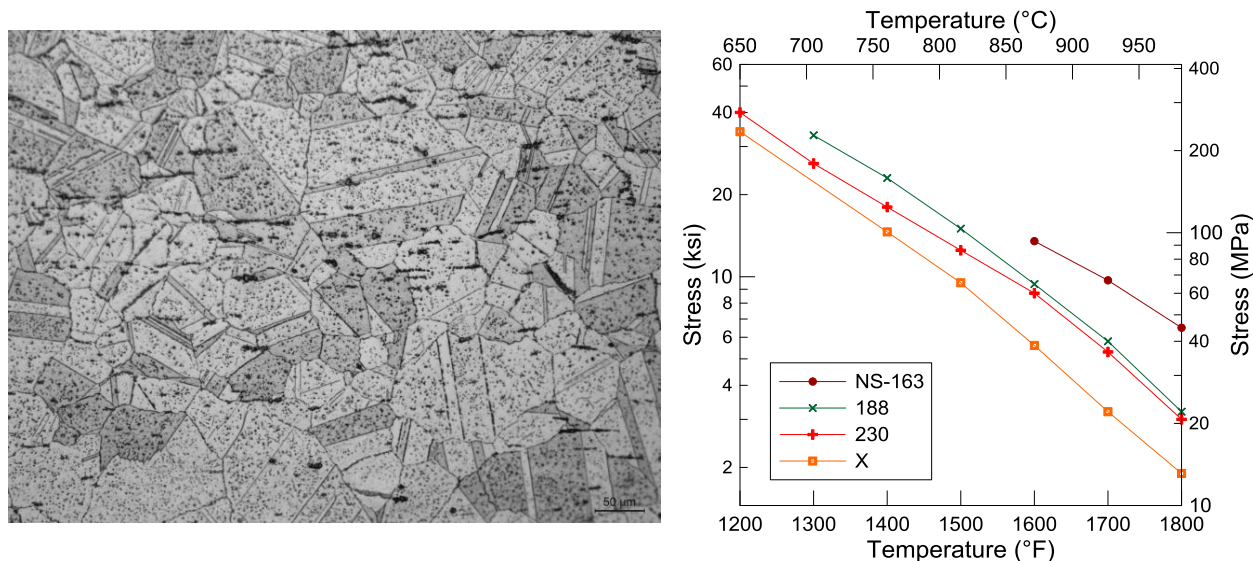 50 µm
Temperature (°C)
650 700 750 800 850 900 950
Stress (ksi)
60
40
20
10
8
6
4
2
400
200
100
80
60
40
20
10
Stress (MPa)
NS-163
188
230
X
1200 1300 1400 1500 1600 1700 1800
Temperature (°F)